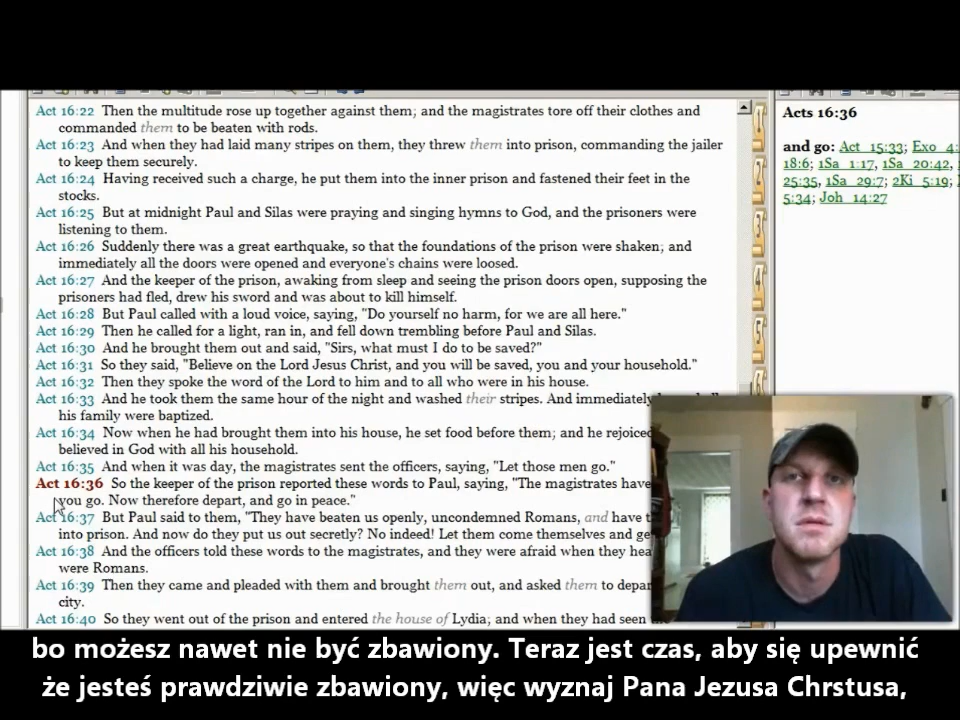 Act 16:22 Then the multitude rose up together against them; and the magistrates tore off their clothes and
commanded them to be beaten with rods.
Act 16:23 And when they had laid many stripes on them, they threw them into prison, commanding the jailer
to keep them securely.
Act 16:24 Having received such a charge, he put them into the inner prison and fastened their feet in the
stocks.
Act 16:25 But at midnight Paul and Silas were praying and singing hymns to God, and the prisoners were
listening to them.
Act 16:26 Suddenly there was a great earthquake, so that the foundations of the prison were shaken; and
immediately all the doors were opened and everyone's chains were loosed.
Act 16:27 And the keeper of the prison, awaking from sleep and seeing the prison doors open, supposing the
prisoners had fled, drew his sword and was about to kill himself.
Act 16:28 But Paul called with a loud voice, saying, "Do yourself no harm, for we are all here."
Act 16:29 Then he called for a light, ran in, and fell down trembling before Paul and Silas.
Act 16:30 And he brought them out and said, "Sirs, what must I do to be saved?"
Act 16:31 So they said, "Believe on the Lord Jesus Christ, and you will be saved, you and your household."
Act 16:32 Then they spoke the word of the Lord to him and to all who were in his house.
Act 16:33 And he took them the same hour of the night and washed their stripes. And immediately
his family were baptized.
Act 16:34 Now when he had brought them into his house, he set food before them; and he rejoiced
believed in God with all his household.
Act 16:35 And when it was day, the magistrates sent the officers, saying, "Let those men go."
Act 16:36 So the keeper of the prison reported these words to Paul, saying, "The magistrates have
you go. Now therefore depart, and go in peace."
Act 16:37 But Paul said to them, "They have beaten us openly, uncondemned Romans, and have
into prison. And now do they put us out secretly? No indeed! Let them come themselves and
Act 16:38 And the officers told these words to the magistrates, and they were afraid when they
were Romans.
Act 16:39 Then they came and pleaded with them and brought them out, and asked them to
city.
Act 16:40 So they went out of the prison and entered the house of Lydia; and when they had seen
Acts 16:36
and go: Act 15:33; Exo 4:
18:6; 1Sa 1:17, 1Sa 20:42,
25:35, 1Sa 29:7; 2Ki 5:19;
5:34; Joh 14:27
bo możesz nawet nie być zbawiony. Teraz jest czas, aby się upewnić
że jesteś prawdziwie zbawiony, więc wyznaj Pana Jezusa Chrstusa,